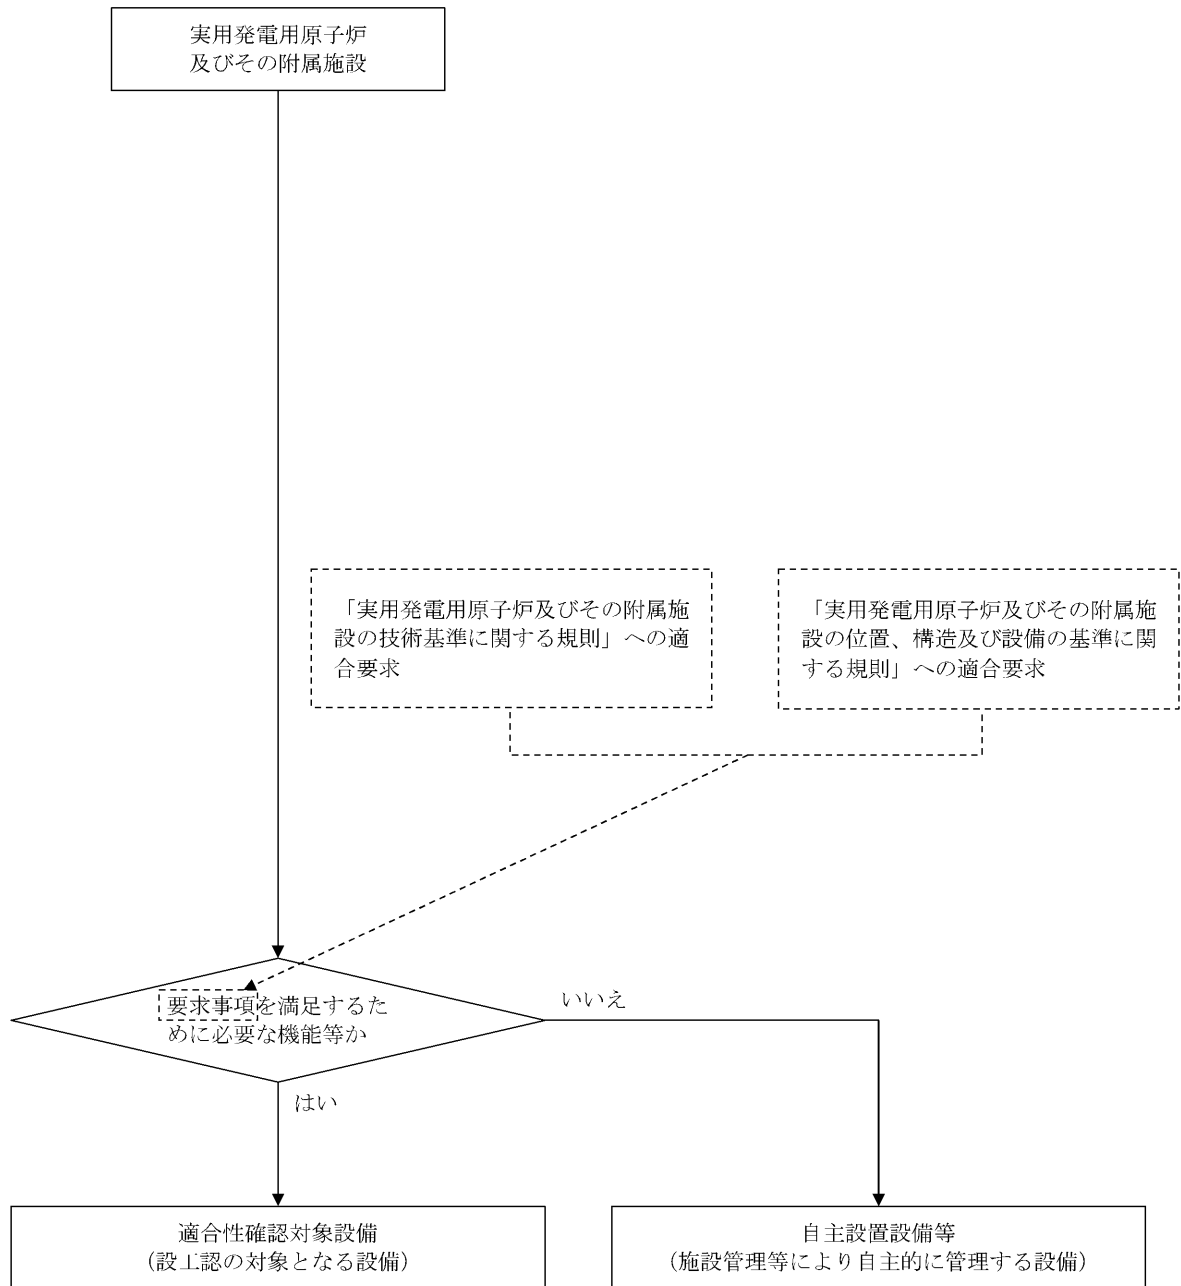 実用発電用原子炉
及びその附属施設
「実用発電用原子炉及びその附属施
設の技術基準に関する規則」への適
合要求
「実用発電用原子炉及びその附属施
設の位置、構造及び設備の基準に関
する規則」への適合要求
要求事項を満足するた
めに必要な機能等か
いいえ
はい
適合性確認対象設備
（設工認の対象となる設備）
自主設置設備等
（施設管理等により自主的に管理する設備）